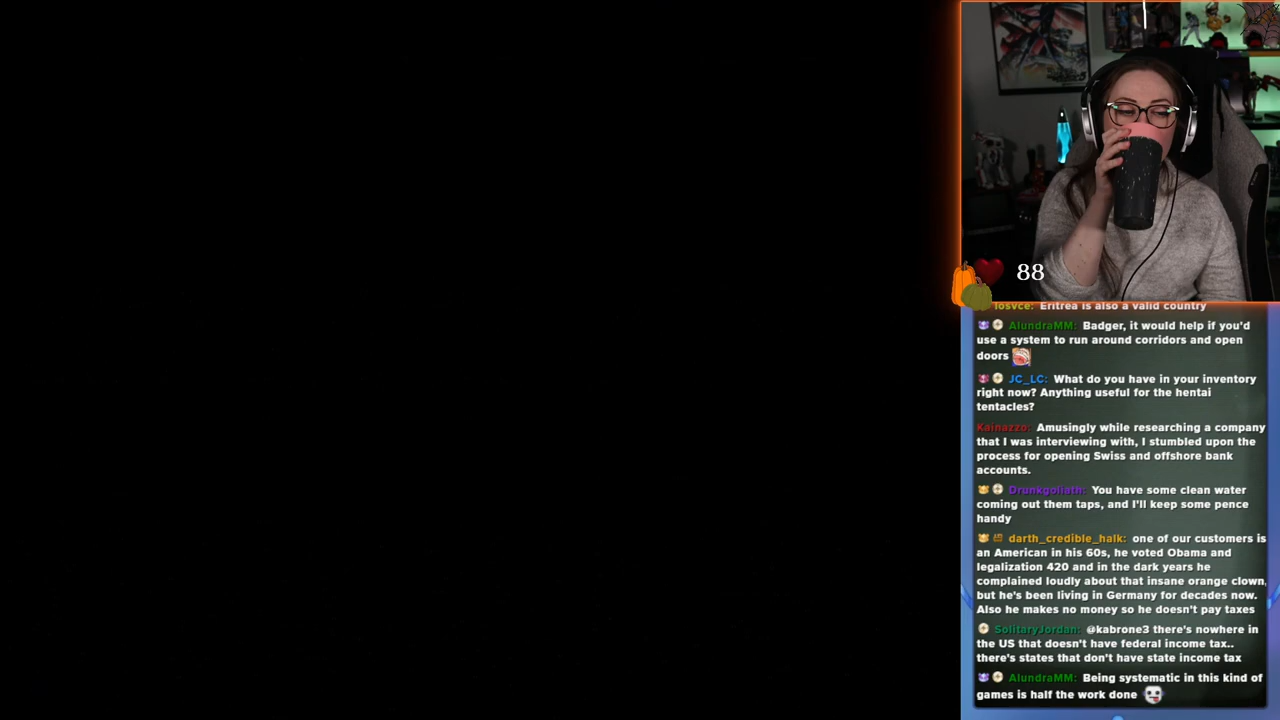 88
losvce: Eritrea is also a valid country
AlundraMM: Badger, it would help if you'd
use a system to run around corridors and open
doors
JC_LC: What do you have in your inventory
right now? Anything useful for the hentai
tentacles?
Kainazzo: Amusingly while researching a company
that I was interviewing with, I stumbled upon the
process for opening Swiss and offshore bank
accounts.
Drunkgoliath: You have some clean water
coming out them taps, and I'll keep some pence
handy
darth_credible_halk: one of our customers is
an American in his 60s, he voted Obama and
legalization 420 and in the dark years he
complained loudly about that insane orange clown,
but he's been living in Germany for decades now.
Also he makes no money so he doesn't pay taxes
SolitaryJordan: @kabrone3 there's nowhere in
the US that doesn't have federal income tax..
there's states that don't have state income tax
AlundraMM: Being systematic in this kind of
games is half the work done